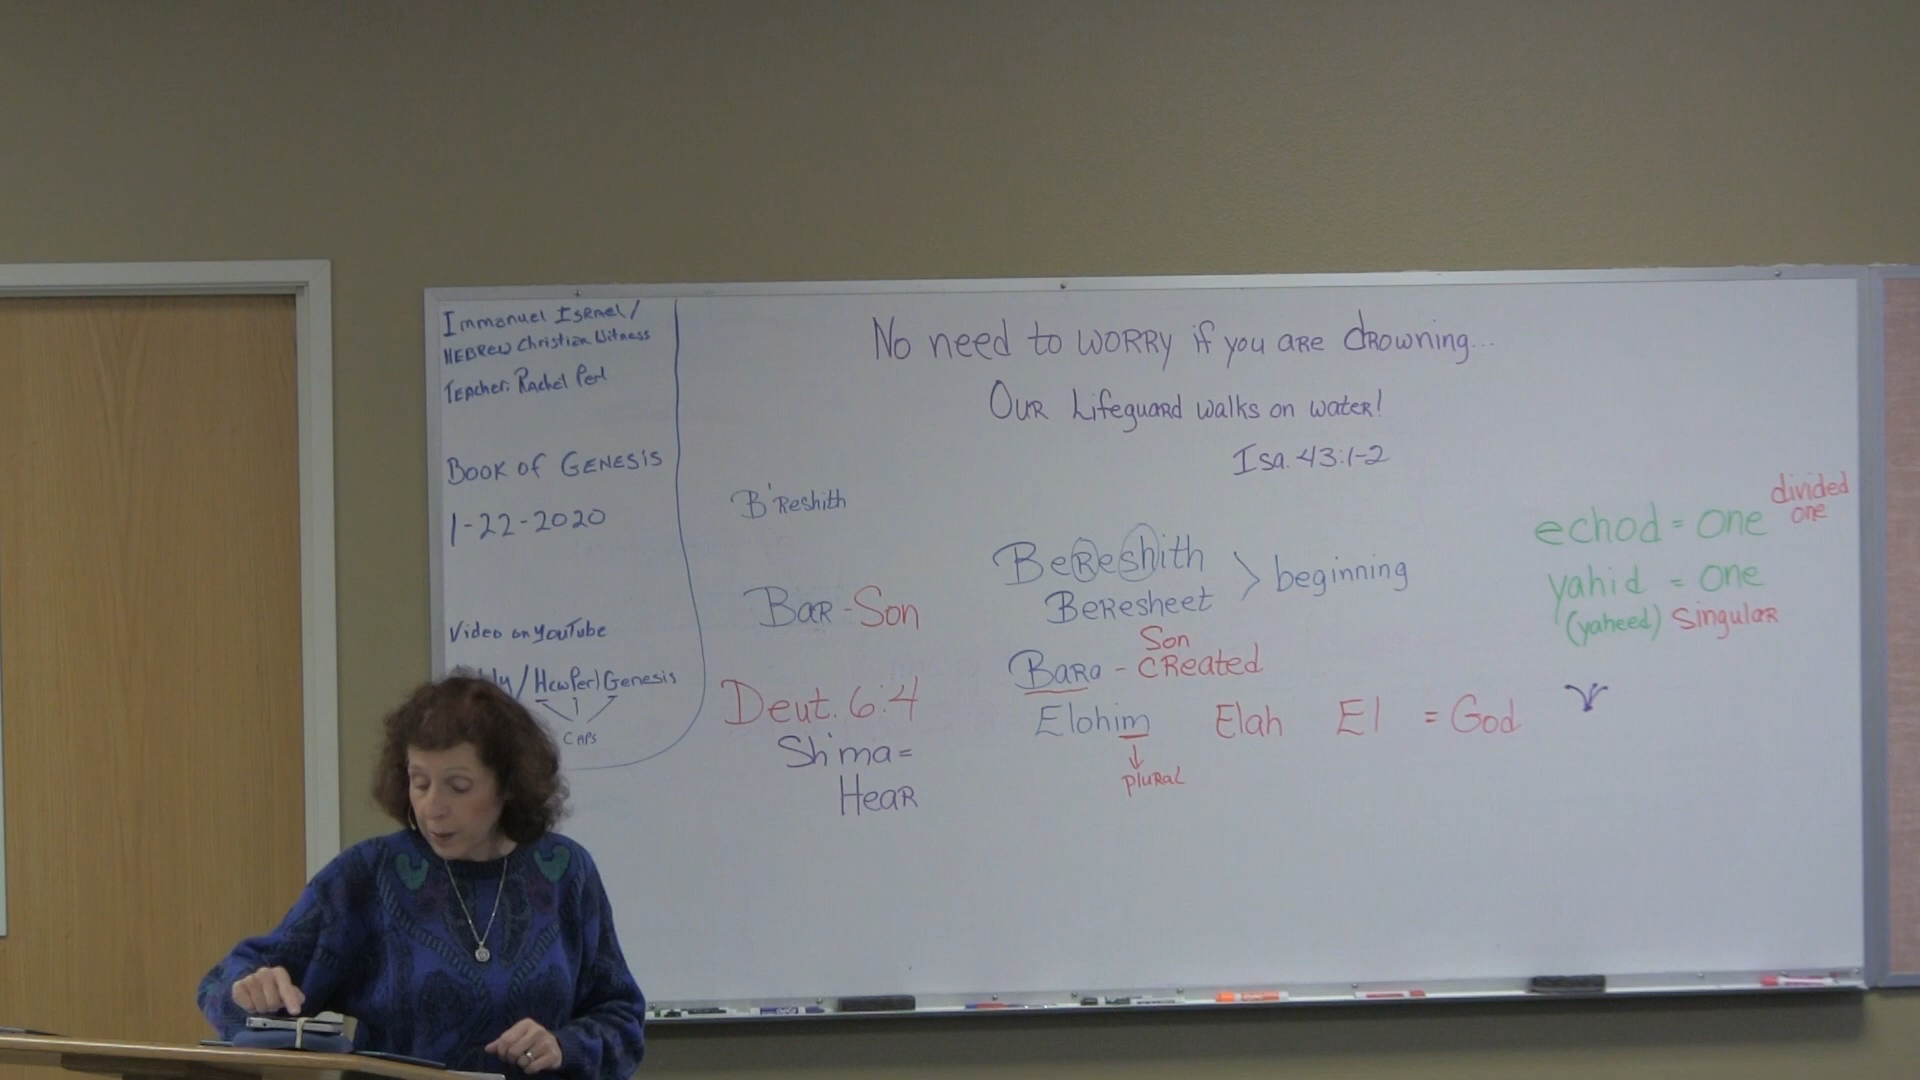 Immanuel Israel/
HEBREW Christian Witness
Teacher: Rachel Perl
BOOK of GENESIS
1-22-2020
Video on YouTube
/HcwPerlGenesis
CAPS
No need to WORRY if you are drowning...
Our Lifeguard walks on water!
Isa. 43:1-2
B'Reshith
Bar - Son
Deut. 6:4
Sh'ma =
Hear
Bereshith > beginning
Beresheet
Son
Bara - created
Elohim Elah El = God
plural
echod = one divided one
yahid = one
(yaheed) Singular